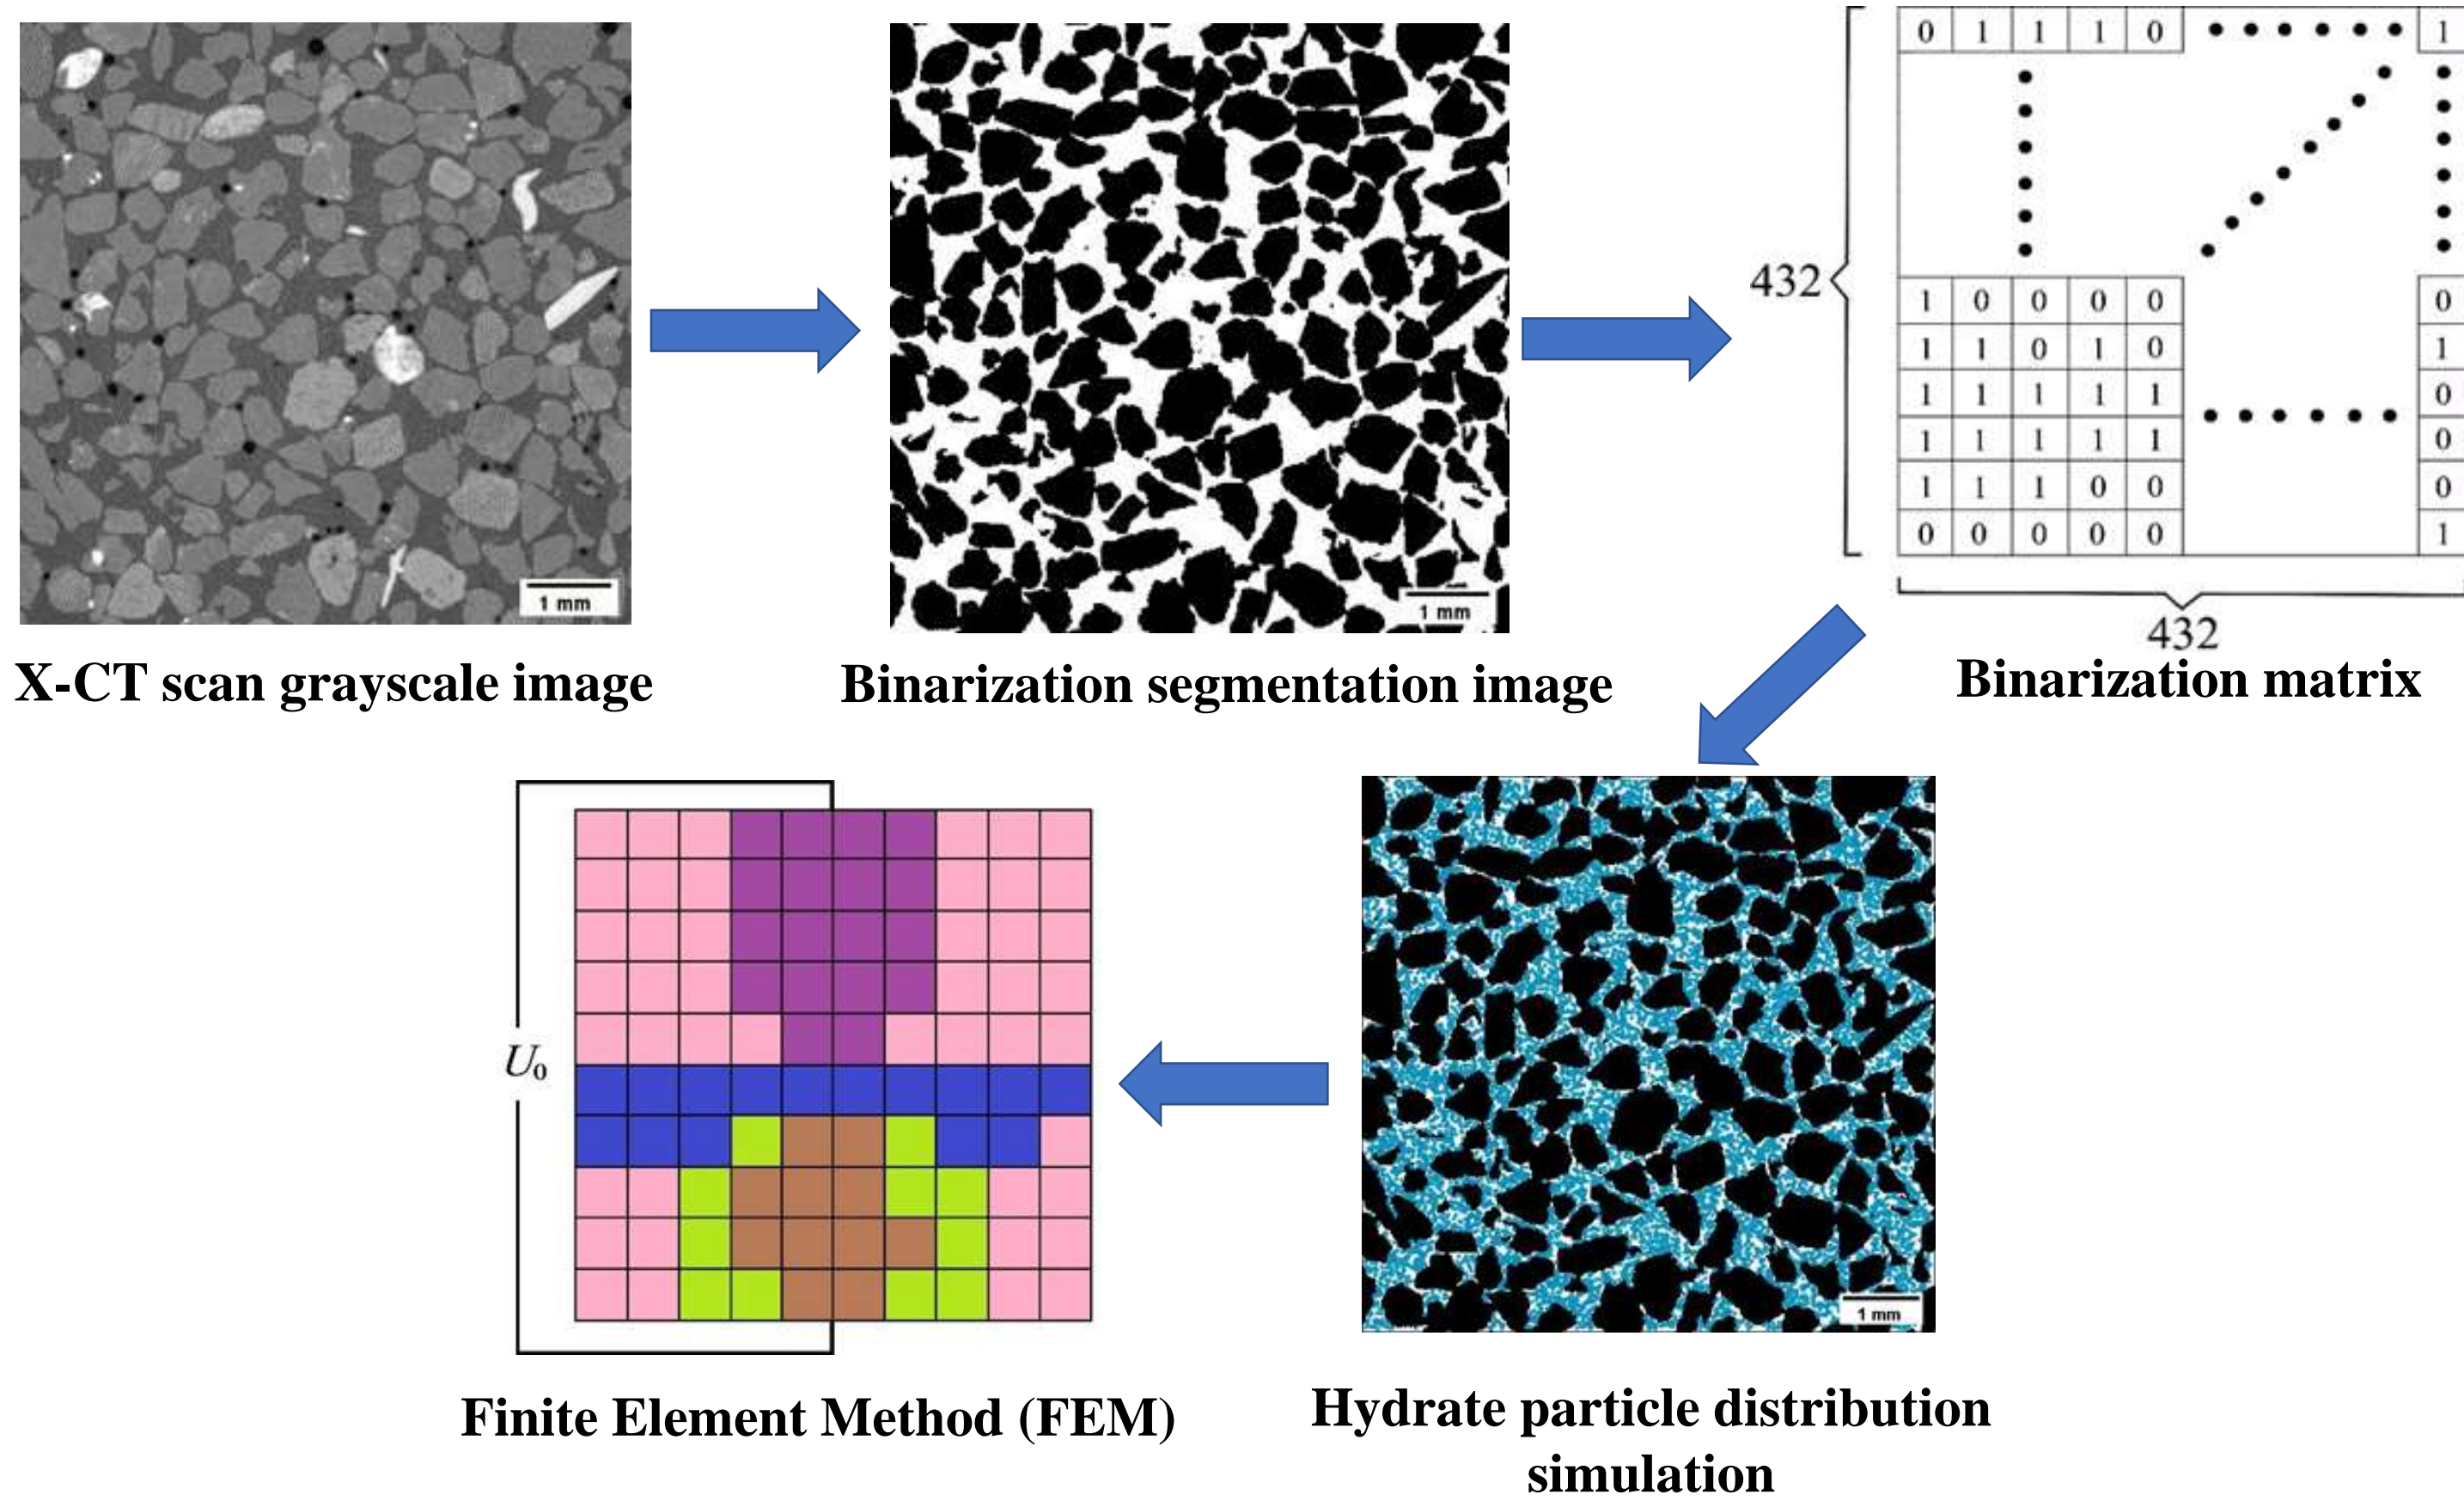 0 1 1 1 0 1
432
1 0 0 0 0 0
1 1 0 1 0 1
1 1 1 1 1 0
1 1 1 1 1 0
1 1 1 0 0 0
0 0 0 0 0 1
1 mm
1 mm
432
X-CT scan grayscale image
Binarization segmentation image
Binarization matrix
U₀
1 mm
Finite Element Method (FEM)
Hydrate particle distribution
simulation